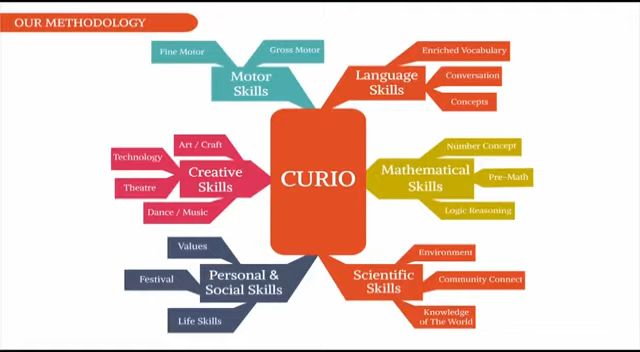 OUR METHODOLOGY
Fine Motor
Gross Motor
Motor
Skills
Enriched Vocabulary
Language
Skills
Conversation
Concepts
Art / Craft
Technology
Creative
Skills
Theatre
Dance / Music
CURIO
Number Concept
Mathematical
Skills
Pre-Math
Logic Reasoning
Values
Personal &
Social Skills
Festival
Life Skills
Environment
Scientific
Skills
Community Connect
Knowledge
of The World